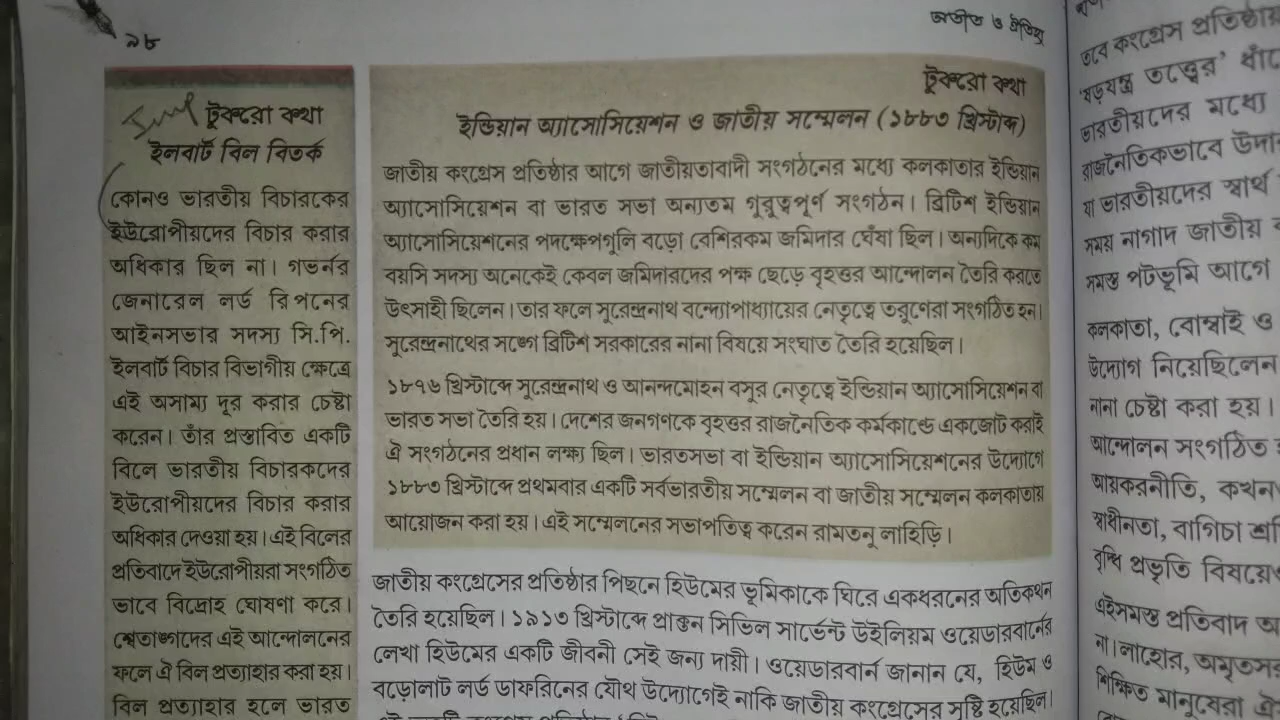 ৯৮
অতীত ও ঐতিহ্য
টুকরো কথা
ইলবার্ট বিল বিতর্ক
কোনও ভারতীয় বিচারকের
ইউরোপীয়দের বিচার করার
অধিকার ছিল না। গভর্নর
জেনারেল লর্ড রিপনের
আইনসভার সদস্য সি.পি.
ইলবার্ট বিচার বিভাগীয় ক্ষেত্রে
এই অসাম্য দূর করার চেষ্টা
করেন। তাঁর প্রস্তাবিত একটি
বিলে ভারতীয় বিচারকদের
ইউরোপীয়দের বিচার করার
অধিকার দেওয়া হয়। এই বিলের
প্রতিবাদে ইউরোপীয়রা সংগঠিত
ভাবে বিদ্রোহ ঘোষণা করে।
শ্বেতাঙ্গদের এই আন্দোলনের
ফলে ঐ বিল প্রত্যাহার করা হয়।
বিল প্রত্যাহার হলে ভারত
টুকরো কথা
ইন্ডিয়ান অ্যাসোসিয়েশন ও জাতীয় সম্মেলন (১৮৮৩ খ্রিস্টাব্দ)
জাতীয় কংগ্রেস প্রতিষ্ঠার আগে জাতীয়তাবাদী সংগঠনের মধ্যে কলকাতার ইন্ডিয়ান
অ্যাসোসিয়েশন বা ভারত সভা অন্যতম গুরুত্বপূর্ণ সংগঠন। ব্রিটিশ ইন্ডিয়ান
অ্যাসোসিয়েশনের পদক্ষেপগুলি বড়ো বেশিরকম জমিদার ঘেঁষা ছিল। অন্যদিকে কম
বয়সি সদস্য অনেকেই কেবল জমিদারদের পক্ষ ছেড়ে বৃহত্তর আন্দোলন তৈরি করতে
উৎসাহী ছিলেন। তার ফলে সুরেন্দ্রনাথ বন্দ্যোপাধ্যায়ের নেতৃত্বে তরুণেরা সংগঠিত হন।
সুরেন্দ্রনাথের সঙ্গে ব্রিটিশ সরকারের নানা বিষয়ে সংঘাত তৈরি হয়েছিল।
১৮৭৬ খ্রিস্টাব্দে সুরেন্দ্রনাথ ও আনন্দমোহন বসুর নেতৃত্বে ইন্ডিয়ান অ্যাসোসিয়েশন বা
ভারত সভা তৈরি হয়। দেশের জনগণকে বৃহত্তর রাজনৈতিক কর্মকাণ্ডে একজোট করাই
ঐ সংগঠনের প্রধান লক্ষ্য ছিল। ভারতসভা বা ইন্ডিয়ান অ্যাসোসিয়েশনের উদ্যোগে
১৮৮৩ খ্রিস্টাব্দে প্রথমবার একটি সর্বভারতীয় সম্মেলন বা জাতীয় সম্মেলন কলকাতায়
আয়োজন করা হয়। এই সম্মেলনের সভাপতিত্ব করেন রামতনু লাহিড়ি।
জাতীয় কংগ্রেসের প্রতিষ্ঠার পিছনে হিউমের ভূমিকাকে ঘিরে একধরনের অতিকথন
তৈরি হয়েছিল। ১৯১৩ খ্রিস্টাব্দে প্রাক্তন সিভিল সার্ভেন্ট উইলিয়ম ওয়েডারবার্নের
লেখা হিউমের একটি জীবনী সেই জন্য দায়ী। ওয়েডারবার্ন জানান যে, হিউম ও
বড়োলাট লর্ড ডাফরিনের যৌথ উদ্যোগেই নাকি জাতীয় কংগ্রেসের সৃষ্টি হয়েছিল।
তবে কংগ্রেস প্রতিষ্ঠার
'ষড়যন্ত্র তত্ত্বের'
ভারতীয়দের মধ্যে
রাজনৈতিকভাবে
যা ভারতীয়দের স্বার্থ
সময় নাগাদ জাতীয়
সমস্ত পটভূমি আগে
কলকাতা, বোম্বাই ও
উদ্যোগ নিয়েছিলেন
নানা চেষ্টা করা হয়।
আন্দোলন সংগঠিত
আয়করনীতি,
স্বাধীনতা, বাগিচা
বৃদ্ধি প্রভৃতি
এইসমস্ত প্রতিবাদ
না। লাহোর,
শিক্ষিত মানুষেরা